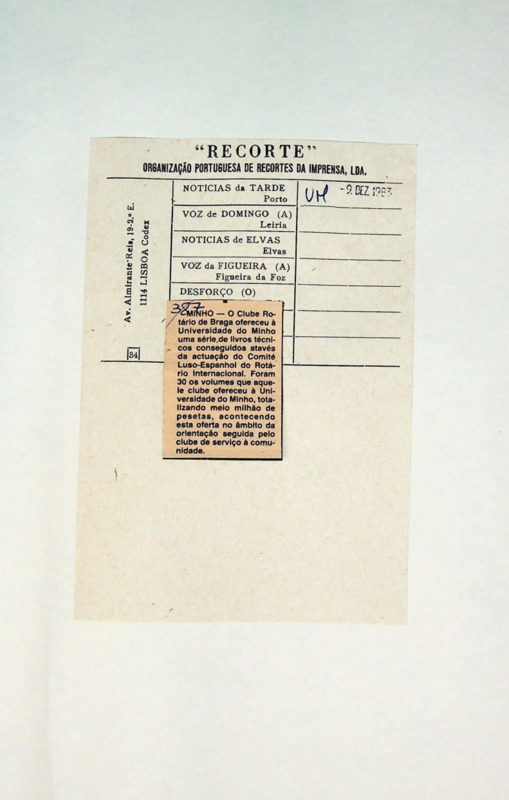 “RECORTE”
ORGANIZAÇÃO PORTUGUESA DE RECORTES DA IMPRENSA, LDA.
Av. Almirante Reis, 19-2.º E.
1114 LISBOA Codex
34
NOTICIAS da TARDE
Porto
VOZ de DOMINGO (A)
Leiria
NOTICIAS de ELVAS
Elvas
VOZ da FIGUEIRA (A)
Figueira da Foz
DESFORÇO (O)
UM
-9 DEZ 1983
387
MINHO — O Clube Ro-
tário de Braga ofereceu à
Universidade do Minho
uma série,de livros técni-
cos conseguidos atavés
da actuação do Comité
Luso-Espanhol do Rotá-
rio Internacional. Foram
30 os volumes que aque-
le clube ofereceu à Uni-
versidade do Minho, tota-
lizando meio milhão de
pesetas, acontecendo
esta oferta no âmbito da
orientação seguida pelo
clube de serviço à comu-
nidade.